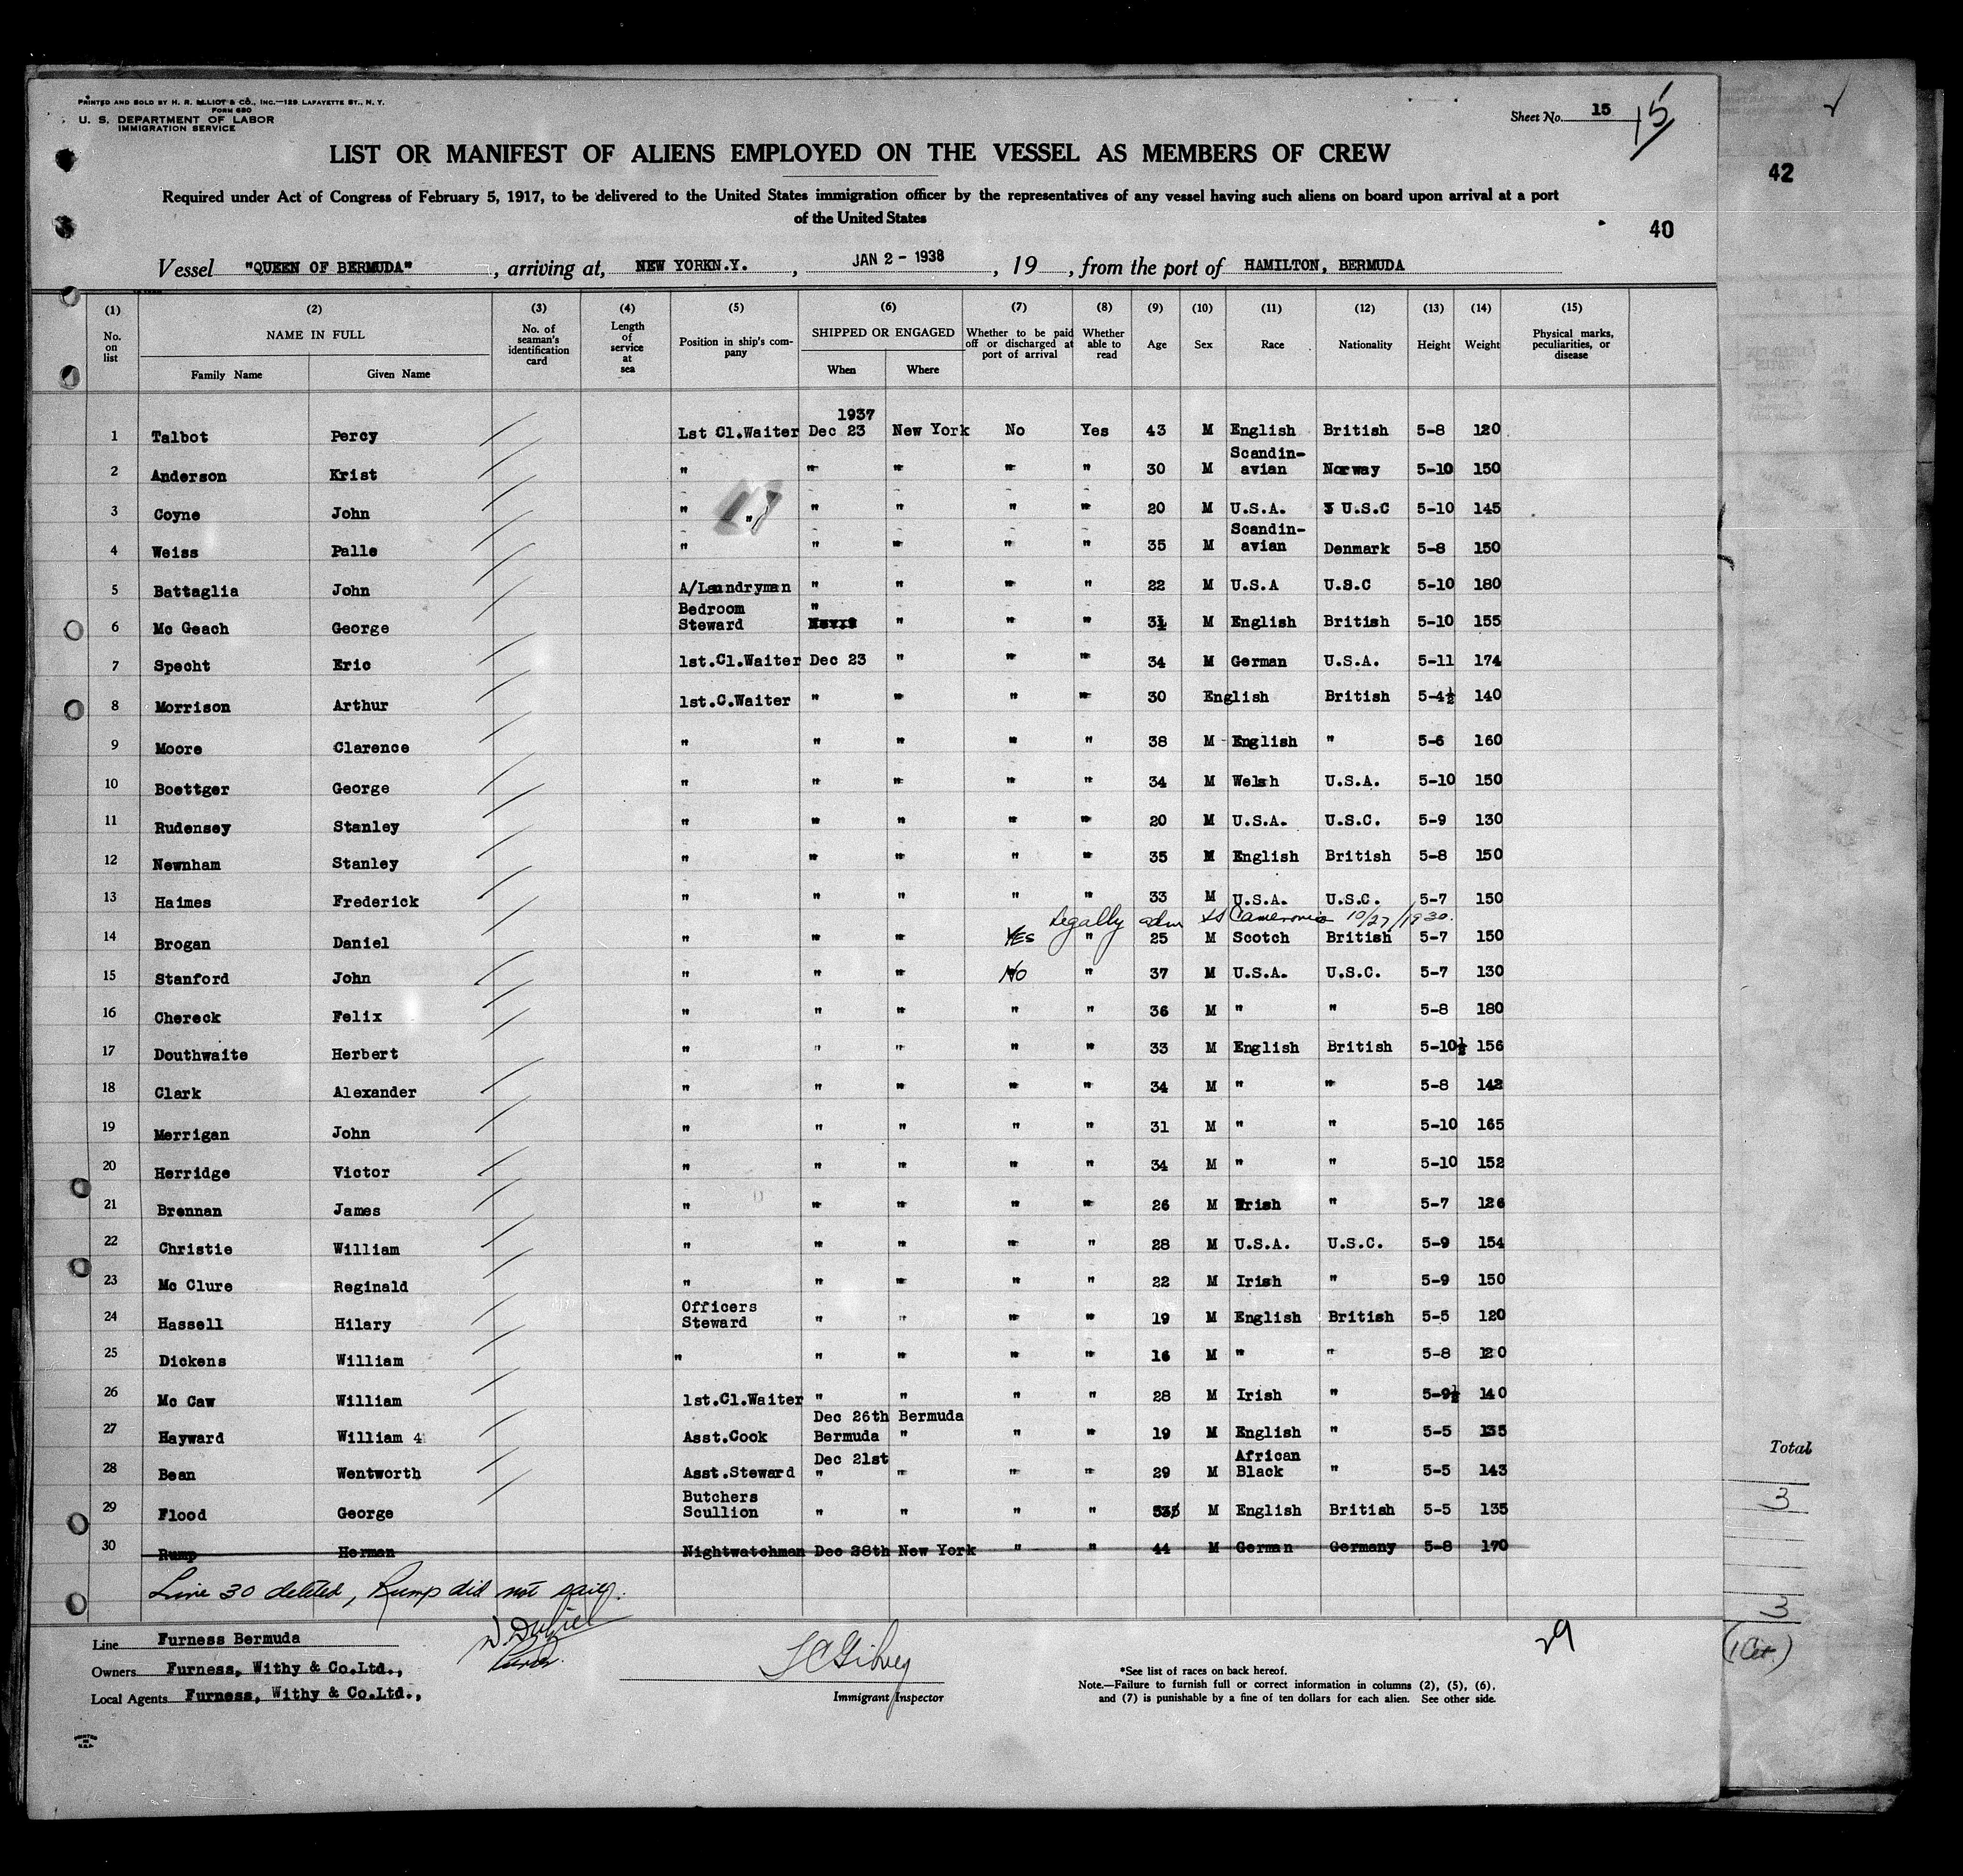 PRINTED AND SOLD BY H. R. ELLIOT & CO., INC.—129 LAFAYETTE ST., N. Y.
FORM 680
U. S. DEPARTMENT OF LABOR
IMMIGRATION SERVICE
Sheet No. 15 15
LIST OR MANIFEST OF ALIENS EMPLOYED ON THE VESSEL AS MEMBERS OF CREW
42
Required under Act of Congress of February 5, 1917, to be delivered to the United States immigration officer by the representatives of any vessel having such aliens on board upon arrival at a port
of the United States
40
Vessel "QUEEN OF BERMUDA", arriving at, NEW YORKN.Y., JAN 2 - 1938, 19 , from the port of HAMILTON, BERMUDA
(1) (2) (3) (4) (5) (6) (7) (8) (9) (10) (11) (12) (13) (14) (15)
No. on list NAME IN FULL Family Name Given Name No. of seaman's identification card Length of service at sea Position in ship's company SHIPPED OR ENGAGED When Where Whether to be paid off or discharged at port of arrival Whether able to read Age Sex Race Nationality Height Weight Physical marks, peculiarities, or disease
1937
1 Talbot Percy Lst Cl.Waiter Dec 23 New York No Yes 43 M English British 5-8 120
2 Anderson Krist " " " " " 30 M Scandin-avian Norway 5-10 150
3 Coyne John " " " " " " 20 M U.S.A. U.S.C 5-10 145
4 Weiss Palle " " " " " 35 M Scandin-avian Denmark 5-8 150
5 Battaglia John A/Laundryman " " " " 22 M U.S.A U.S.C 5-10 180
6 Mc Geach George Bedroom Steward " " " " 31 M English British 5-10 155
7 Specht Eric 1st.Cl.Waiter Dec 23 " " " 34 M German U.S.A. 5-11 174
8 Morrison Arthur 1st.C.Waiter " " " " 30 English British 5-4½ 140
9 Moore Clarence " " " " " 38 M English " 5-6 160
10 Boettger George " " " " " 34 M Welsh U.S.A. 5-10 150
11 Rudensey Stanley " " " " " 20 M U.S.A. U.S.C. 5-9 130
12 Newnham Stanley " " " " " 35 M English British 5-8 150
13 Haimes Frederick " " " " " 33 M U.S.A. U.S.C. 5-7 150
Legally adm SS Cameronia 10/27/1930.
14 Brogan Daniel " " " YES " 25 M Scotch British 5-7 150
15 Stanford John " " " NO " 37 M U.S.A. U.S.C. 5-7 130
16 Chereck Felix " " " " " 36 M " " 5-8 180
17 Douthwaite Herbert " " " " " 33 M English British 5-10½ 156
18 Clark Alexander " " " " " 34 M " " 5-8 142
19 Merrigan John " " " " " 31 M " " 5-10 165
20 Herridge Victor " " " " " 34 M " " 5-10 152
21 Brennan James " " " " " 26 M Irish " 5-7 126
22 Christie William " " " " " 28 M U.S.A. U.S.C. 5-9 154
23 Mc Clure Reginald " " " " " 22 M Irish " 5-9 150
24 Hassell Hilary Officers Steward " " " " 19 M English British 5-5 120
25 Dickens William " " " " " 16 M " " 5-8 120
26 Mc Caw William 1st.Cl.Waiter " " " " 28 M Irish " 5-9½ 140
27 Hayward William 4 Asst.Cook Dec 26th Bermuda Bermuda " " " 19 M English " 5-5 135
28 Bean Wentworth Asst.Steward Dec 21st " " " " 29 M African Black " 5-5 143
29 Flood George Butchers Scullion " " " " 53 M English British 5-5 135
30 Rump Herman Nightwatchman Dec 28th New York " " 44 M German Germany 5-8 170
Line 30 deleted, Rump did not sail.
Total
3
3
(1 Cet.)
29
Line Furness Bermuda
Owners Furness, Withy & Co.Ltd.,
Local Agents Furness, Withy & Co.Ltd.,
Immigrant Inspector
*See list of races on back hereof.
Note.—Failure to furnish full or correct information in columns (2), (5), (6),
and (7) is punishable by a fine of ten dollars for each alien. See other side.
PRINTED IN U.S.A.